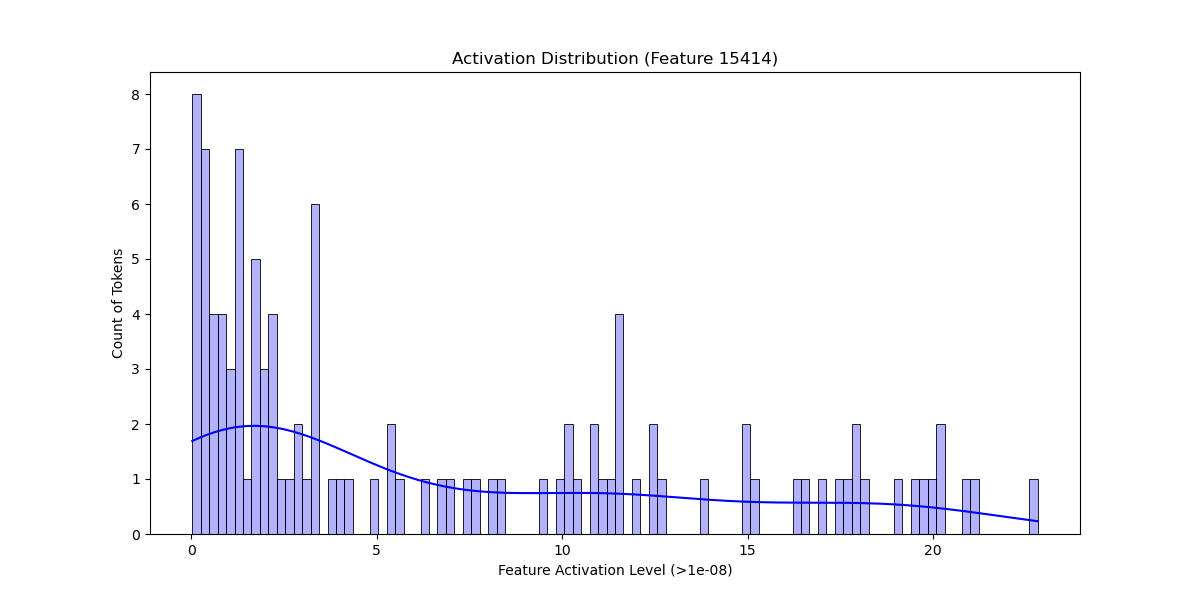 Activation Distribution (Feature 15414)
8
7
6
5
4
3
2
1
0
Count of Tokens
0 5 10 15 20
Feature Activation Level (>1e-08)